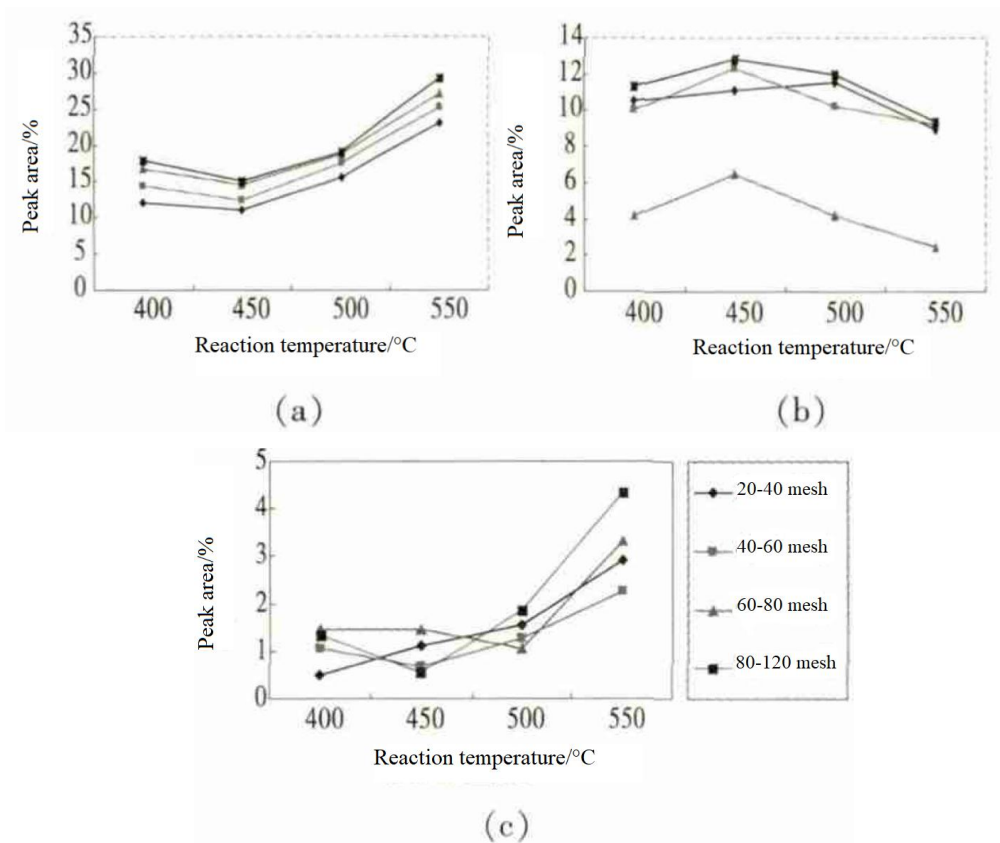 35
30
25
20
15
10
5
0
Peak area/%
400 450 500 550
Reaction temperature/°C
(a)
14
12
10
8
6
4
2
0
Peak area/%
400 450 500 550
Reaction temperature/°C
(b)
5
4
3
2
1
0
Peak area/%
400 450 500 550
Reaction temperature/°C
(c)
20-40 mesh
40-60 mesh
60-80 mesh
80-120 mesh